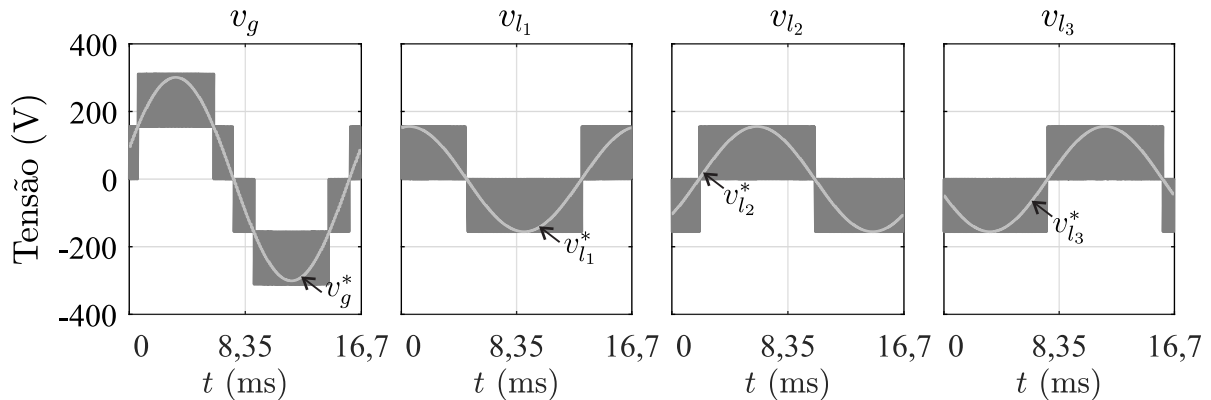 v_g v_{l_1} v_{l_2} v_{l_3}
Tensão (V)
400
200
0
-200
-400
v_g^*
v_{l_1}^*
v_{l_2}^*
v_{l_3}^*
0 8,35 16,7 0 8,35 16,7 0 8,35 16,7 0 8,35 16,7
t (ms) t (ms) t (ms) t (ms)